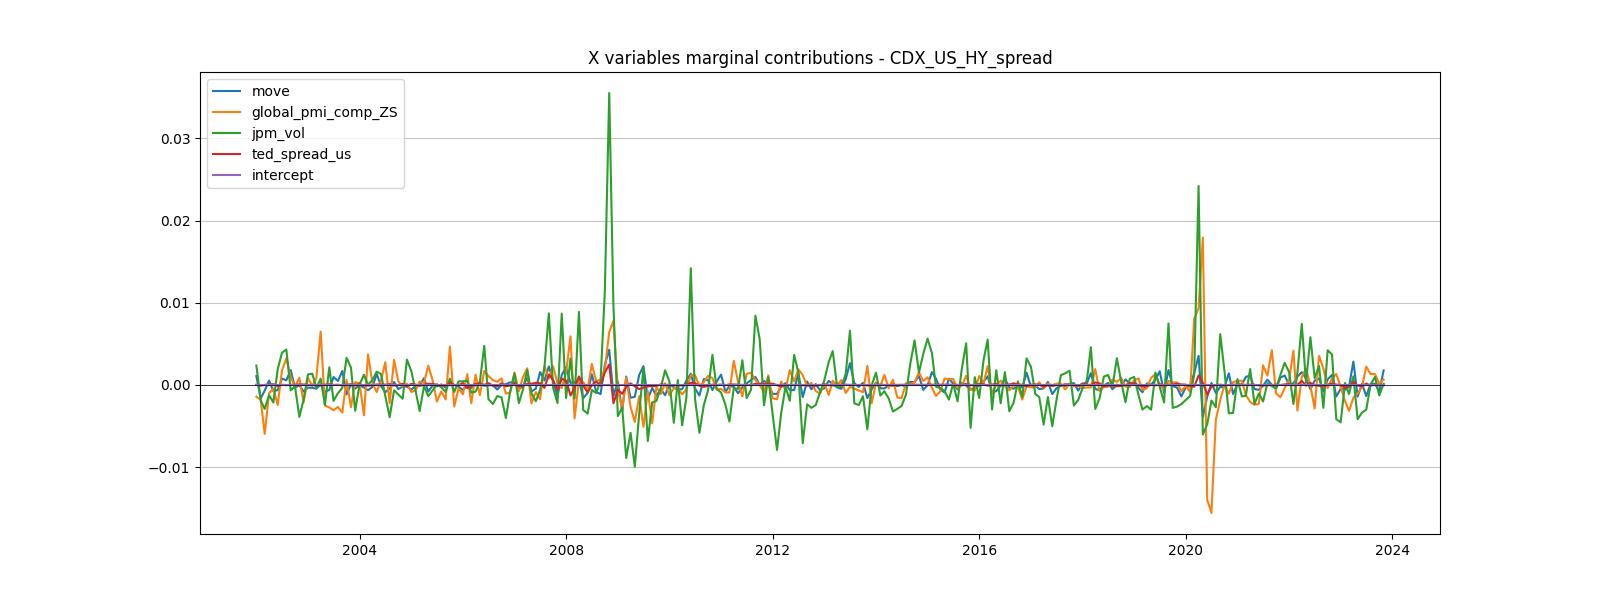 X variables marginal contributions - CDX_US_HY_spread
move
global_pmi_comp_ZS
jpm_vol
ted_spread_us
intercept
0.03
0.02
0.01
0.00
−0.01
2004
2008
2012
2016
2020
2024